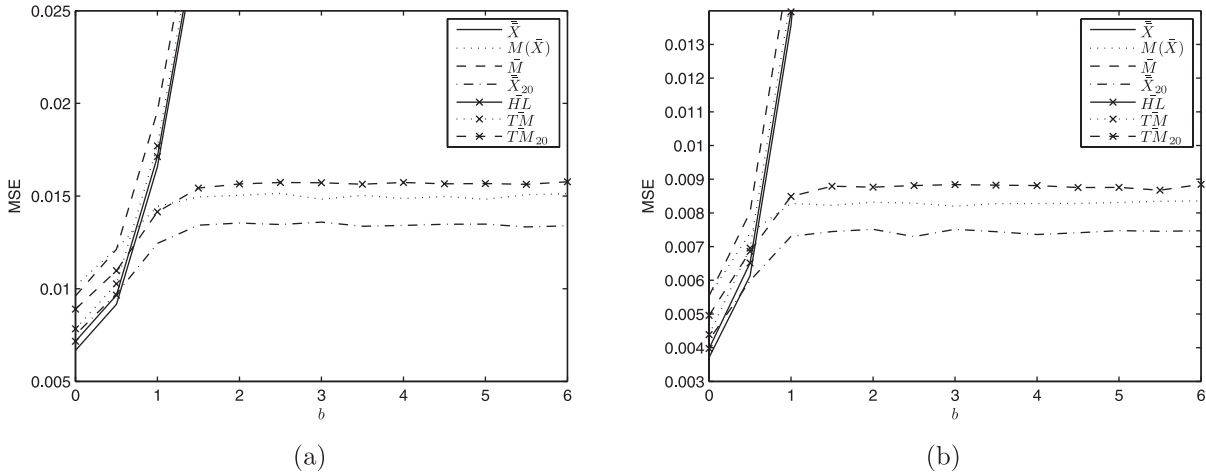 0.025
0.02
0.015
0.01
0.005
MSE
0 1 2 3 4 5 6
b
X̿
M(X̄)
M̄
X̿₂₀
H̄L
T̄M
T̄M₂₀
(a)
0.013
0.012
0.011
0.01
0.009
0.008
0.007
0.006
0.005
0.004
0.003
MSE
0 1 2 3 4 5 6
b
X̿
M(X̄)
M̄
X̿₂₀
H̄L
T̄M
T̄M₂₀
(b)